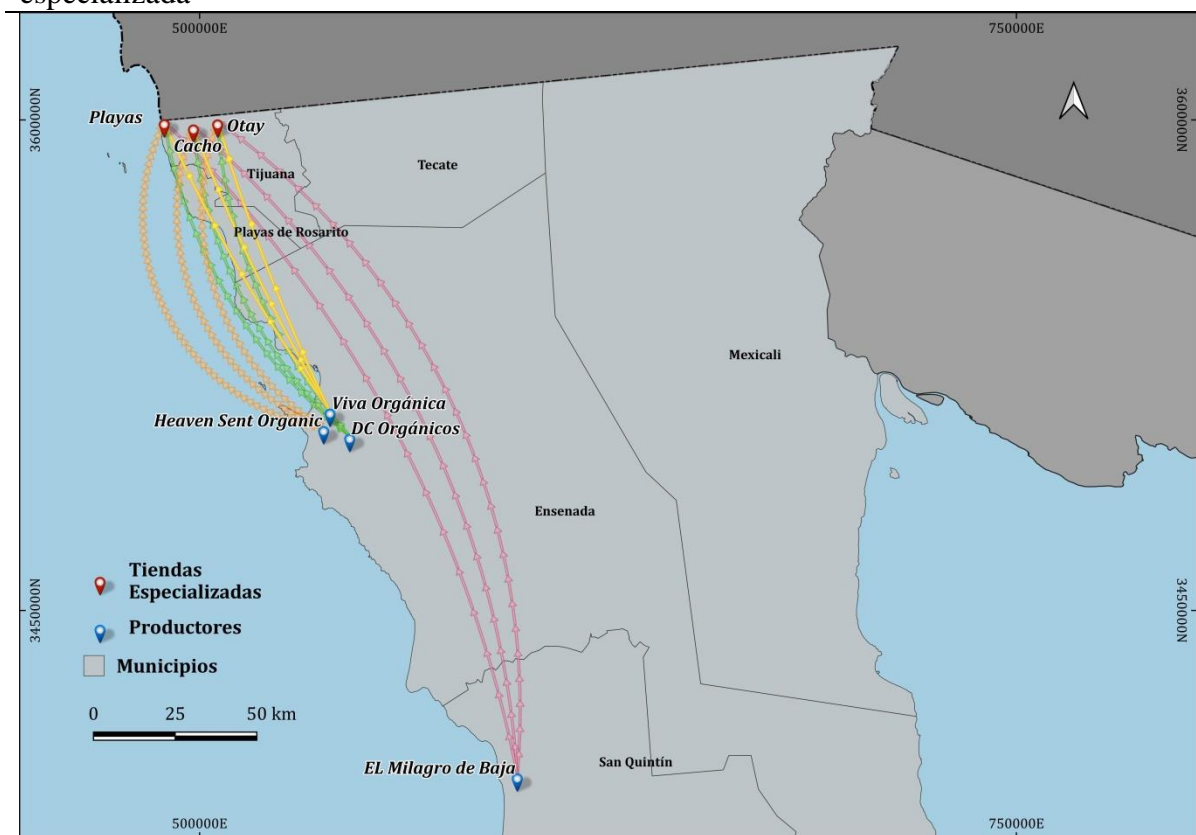 especializada
500000E
750000E
3600000N
3600000N
Playas
Otay
Cacho
Tecate
Tijuana
Playas de Rosarito
Mexicali
Viva Orgánica
Heaven Sent Organic
DC Orgánicos
Ensenada
Tiendas
Especializadas
3450000N
3450000N
Productores
Municipios
0 25 50 km
EL Milagro de Baja
San Quintín
500000E
750000E